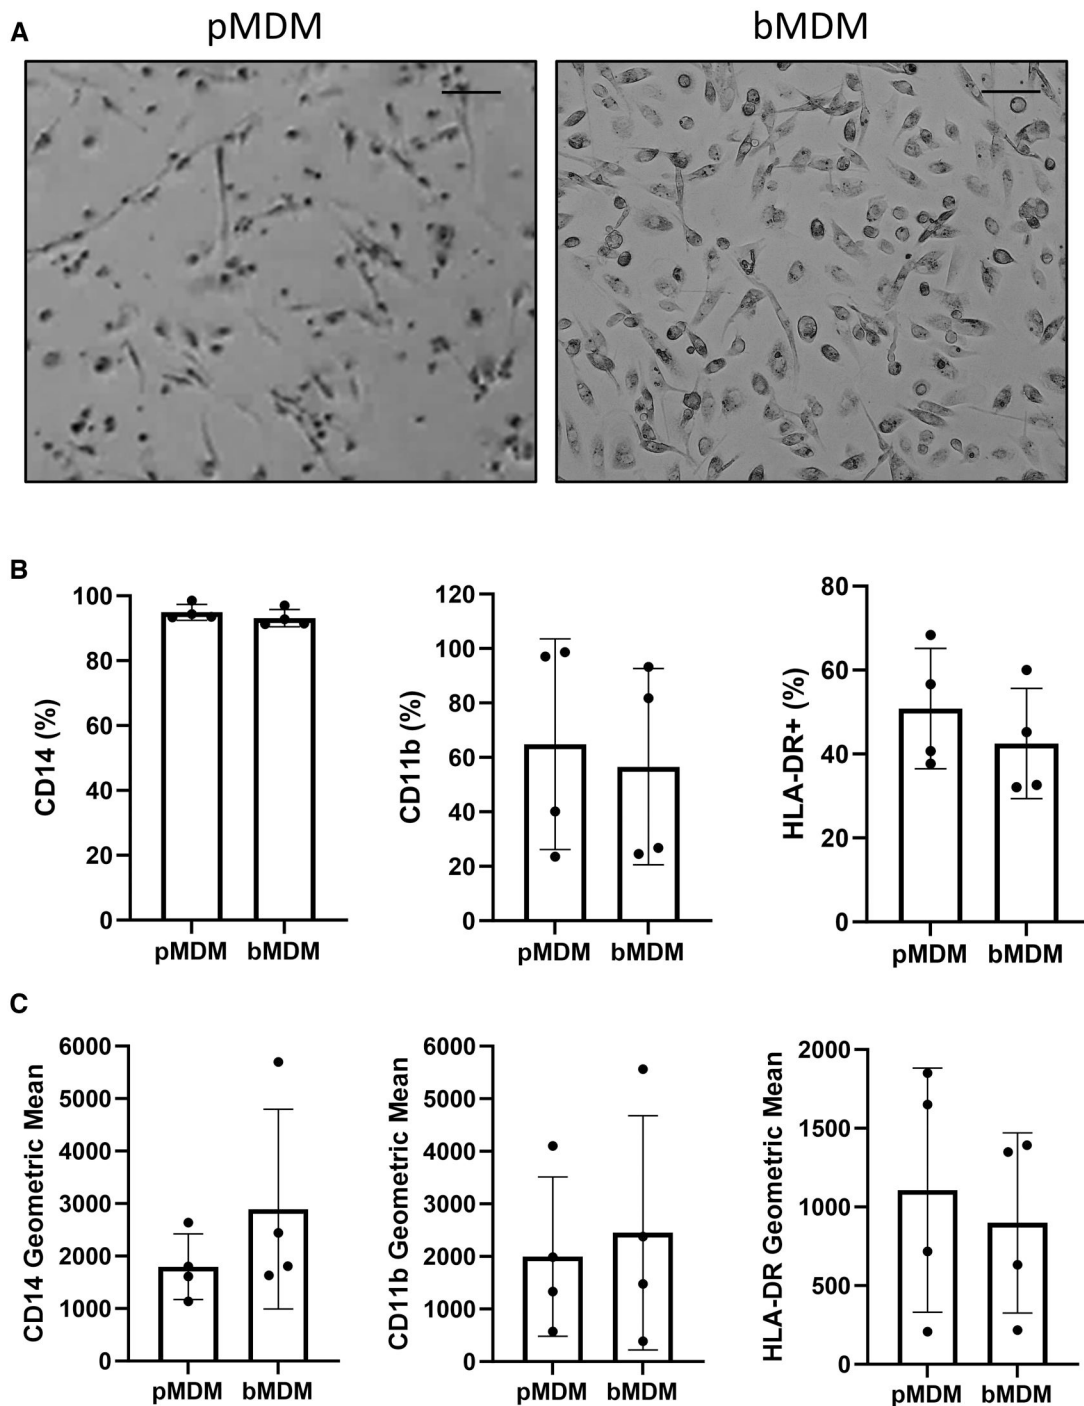 A
pMDM
bMDM
B
CD14 (%)
100
80
60
40
20
0
pMDM
bMDM
CD11b (%)
120
100
80
60
40
20
0
pMDM
bMDM
HLA-DR+ (%)
80
60
40
20
0
pMDM
bMDM
C
CD14 Geometric Mean
6000
5000
4000
3000
2000
1000
0
pMDM
bMDM
CD11b Geometric Mean
6000
5000
4000
3000
2000
1000
0
pMDM
bMDM
HLA-DR Geometric Mean
2000
1500
1000
500
0
pMDM
bMDM